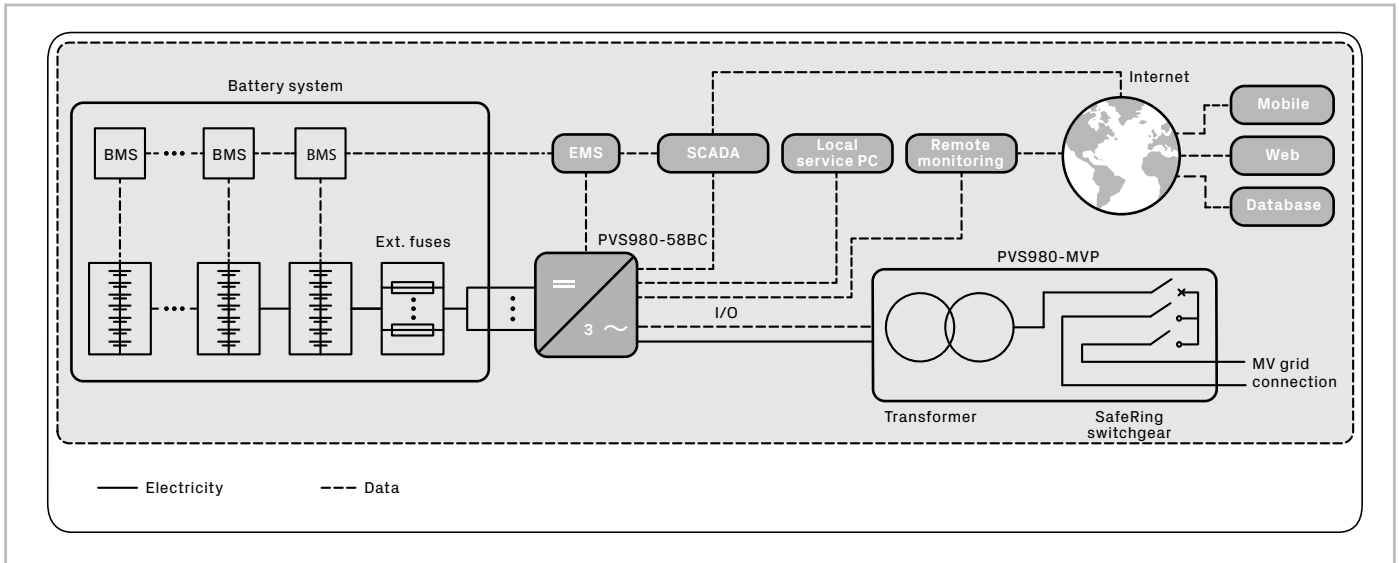 Internet
Battery system
Mobile
BMS
BMS
BMS
EMS
SCADA
Local
service PC
Remote
monitoring
Web
Database
Ext. fuses
PVS980-58BC
PVS980-MVP
3
I/O
MV grid
connection
Transformer
SafeRing
switchgear
Electricity
Data